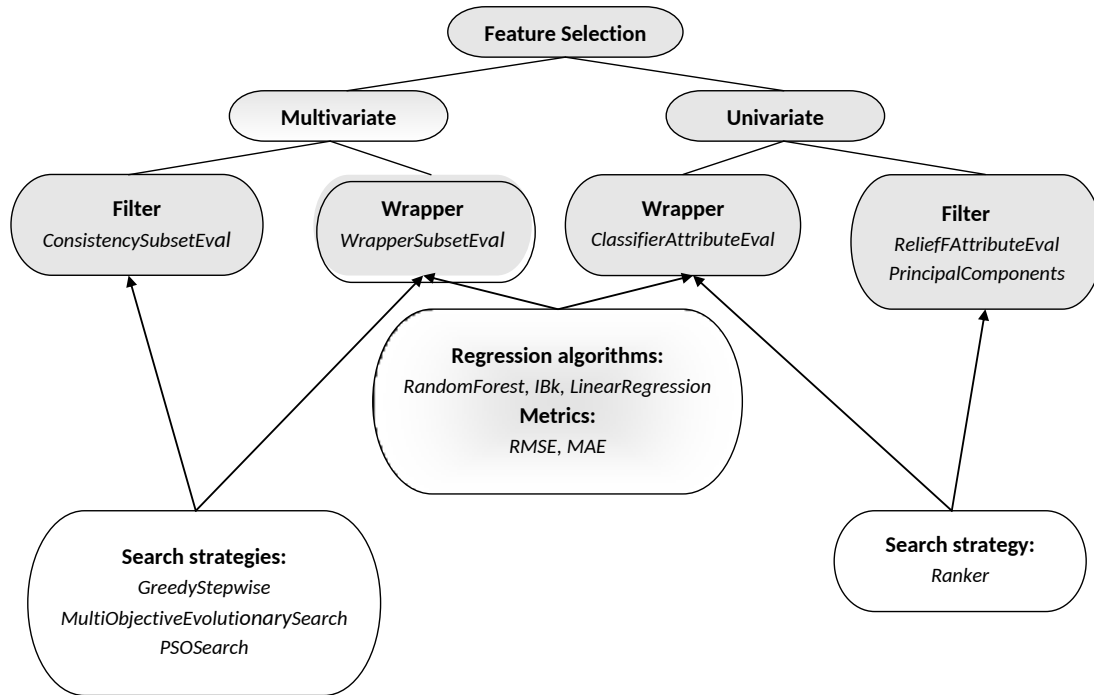 Feature Selection
Multivariate
Univariate
Filter
ConsistencySubsetEval
Wrapper
WrapperSubsetEval
Wrapper
ClassifierAttributeEval
Filter
ReliefFAttributeEval
PrincipalComponents
Regression algorithms:
RandomForest, IBk, LinearRegression
Metrics:
RMSE, MAE
Search strategies:
GreedyStepwise
MultiObjectiveEvolutionarySearch
PSOSearch
Search strategy:
Ranker